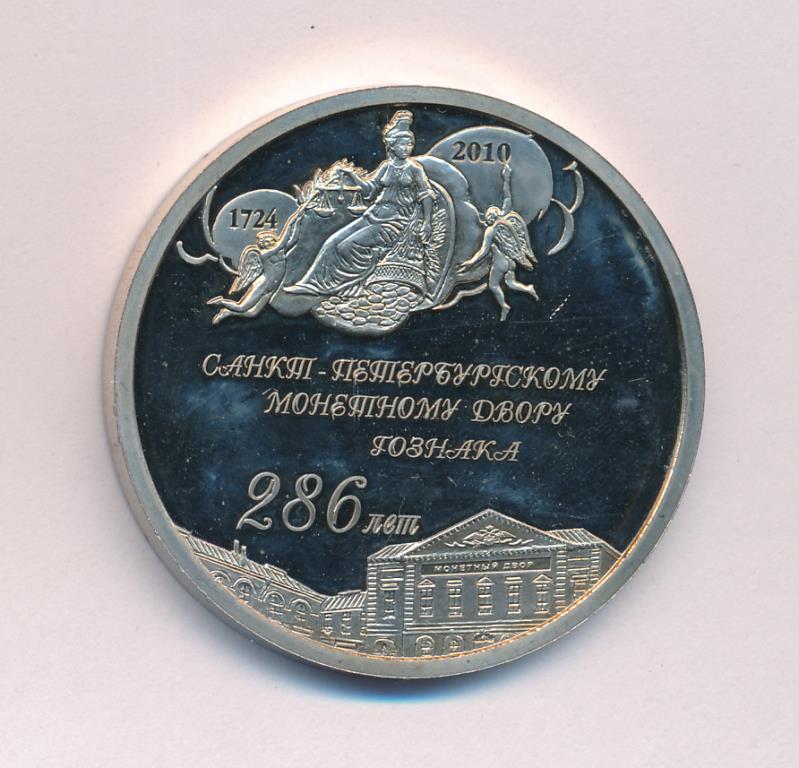 1724
2010
САНКТ-ПЕТЕРБУРГСКОМУ
МОНЕТНОМУ ДВОРУ
ГОЗНАКА
286 лет
МОНЕТНЫЙ ДВОР